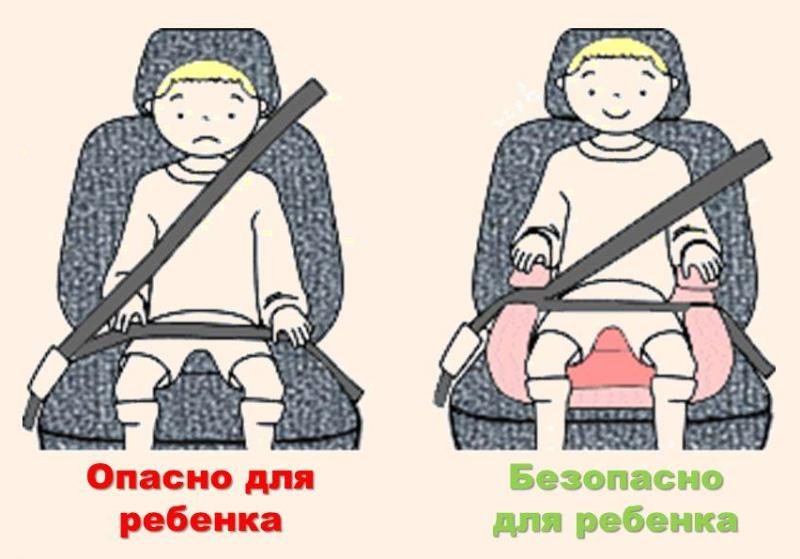 Опасно для
ребенка
Безопасно
для ребенка